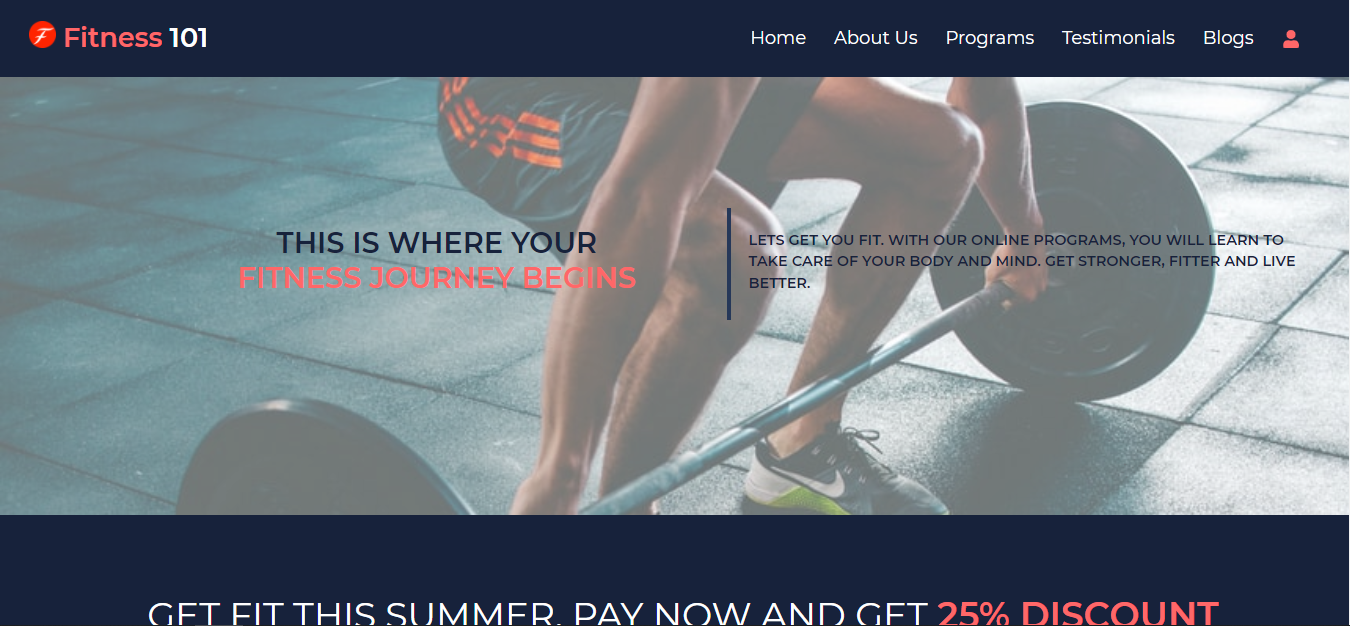 Fitness 101
Home About Us Programs Testimonials Blogs
THIS IS WHERE YOUR
FITNESS JOURNEY BEGINS
LETS GET YOU FIT. WITH OUR ONLINE PROGRAMS, YOU WILL LEARN TO
TAKE CARE OF YOUR BODY AND MIND. GET STRONGER, FITTER AND LIVE
BETTER.
GET FIT THIS SUMMER. PAY NOW AND GET 25% DISCOUNT